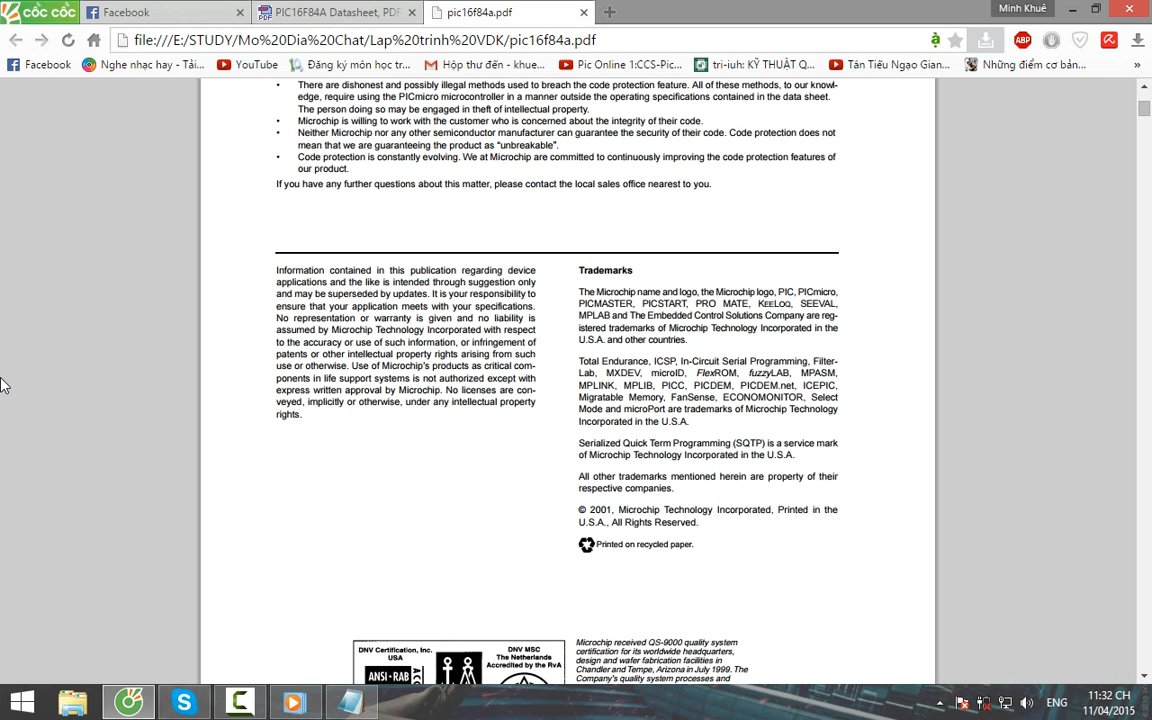 cốc cốc
Facebook
PIC16F84A Datasheet, PDF
pic16f84a.pdf
Minh Khuê
file:///E:/STUDY/Mo%20Dia%20Chat/Lap%20trinh%20VDK/pic16f84a.pdf
ABP
Facebook
Nghe nhạc hay - Tải...
YouTube
Đăng ký môn học tr...
Hộp thư đến - khue...
Pic Online 1:CCS-Pic...
tri-iuh: KỸ THUẬT Q...
Tân Tiếu Ngạo Gian...
Những điểm cơ bản...
»
• There are dishonest and possibly illegal methods used to breach the code protection feature. All of these methods, to our knowl-
edge, require using the PICmicro microcontroller in a manner outside the operating specifications contained in the data sheet.
The person doing so may be engaged in theft of intellectual property.
• Microchip is willing to work with the customer who is concerned about the integrity of their code.
• Neither Microchip nor any other semiconductor manufacturer can guarantee the security of their code. Code protection does not
mean that we are guaranteeing the product as “unbreakable”.
• Code protection is constantly evolving. We at Microchip are committed to continuously improving the code protection features of
our product.
If you have any further questions about this matter, please contact the local sales office nearest to you.
Information contained in this publication regarding device
applications and the like is intended through suggestion only
and may be superseded by updates. It is your responsibility to
ensure that your application meets with your specifications.
No representation or warranty is given and no liability is
assumed by Microchip Technology Incorporated with respect
to the accuracy or use of such information, or infringement of
patents or other intellectual property rights arising from such
use or otherwise. Use of Microchip’s products as critical com-
ponents in life support systems is not authorized except with
express written approval by Microchip. No licenses are con-
veyed, implicitly or otherwise, under any intellectual property
rights.
Trademarks
The Microchip name and logo, the Microchip logo, PIC, PICmicro,
PICMASTER, PICSTART, PRO MATE, KEELOQ, SEEVAL,
MPLAB and The Embedded Control Solutions Company are reg-
istered trademarks of Microchip Technology Incorporated in the
U.S.A. and other countries.
Total Endurance, ICSP, In-Circuit Serial Programming, Filter-
Lab, MXDEV, microID, FlexROM, fuzzyLAB, MPASM,
MPLINK, MPLIB, PICC, PICDEM, PICDEM.net, ICEPIC,
Migratable Memory, FanSense, ECONOMONITOR, Select
Mode and microPort are trademarks of Microchip Technology
Incorporated in the U.S.A.
Serialized Quick Term Programming (SQTP) is a service mark
of Microchip Technology Incorporated in the U.S.A.
All other trademarks mentioned herein are property of their
respective companies.
© 2001, Microchip Technology Incorporated, Printed in the
U.S.A., All Rights Reserved.
Printed on recycled paper.
DNV Certification, Inc.
USA
DNV MSC
The Netherlands
Accredited by the RvA
ANSI • RAB
Microchip received QS-9000 quality system
certification for its worldwide headquarters,
design and wafer fabrication facilities in
Chandler and Tempe, Arizona in July 1999. The
Company’s quality system processes and
ENG
11:32 CH
11/04/2015